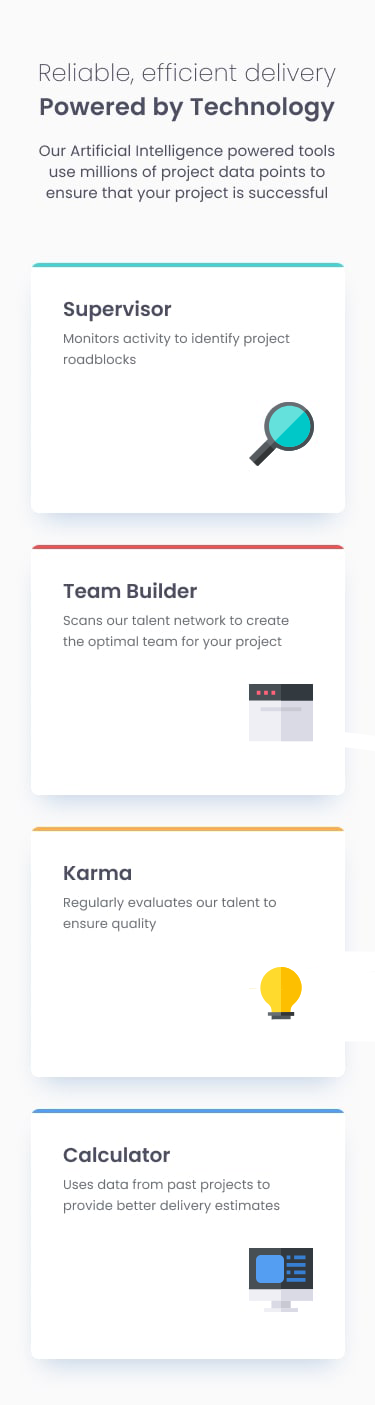 Reliable, efficient delivery
Powered by Technology
Our Artificial Intelligence powered tools
use millions of project data points to
ensure that your project is successful
Supervisor
Monitors activity to identify project
roadblocks
Team Builder
Scans our talent network to create
the optimal team for your project
Karma
Regularly evaluates our talent to
ensure quality
Calculator
Uses data from past projects to
provide better delivery estimates